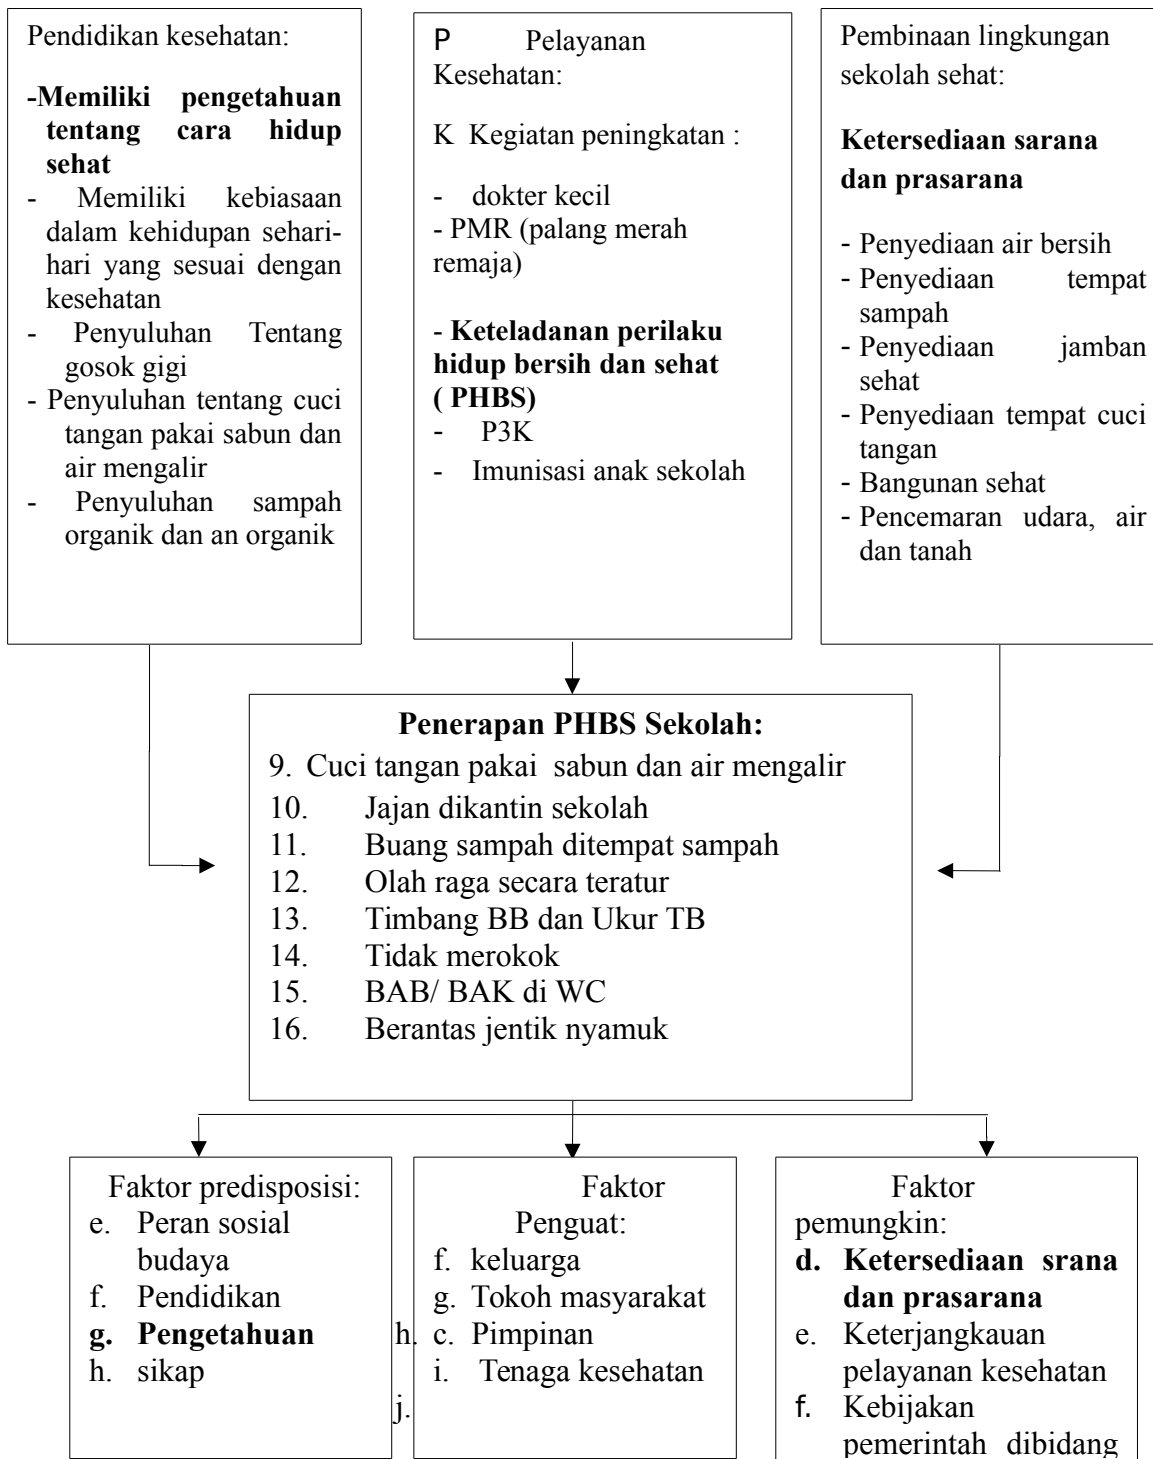 Pendidikan kesehatan:
-Memiliki pengetahuan
tentang cara hidup
sehat
- Memiliki kebiasaan
dalam kehidupan sehari-
hari yang sesuai dengan
kesehatan
- Penyuluhan Tentang
gosok gigi
- Penyuluhan tentang cuci
tangan pakai sabun dan
air mengalir
- Penyuluhan sampah
organik dan an organik
P Pelayanan
Kesehatan:
K Kegiatan peningkatan :
- dokter kecil
- PMR (palang merah
remaja)
- Keteladanan perilaku
hidup bersih dan sehat
( PHBS)
- P3K
- Imunisasi anak sekolah
Pembinaan lingkungan
sekolah sehat:
Ketersediaan sarana
dan prasarana
- Penyediaan air bersih
- Penyediaan tempat
sampah
- Penyediaan jamban
sehat
- Penyediaan tempat cuci
tangan
- Bangunan sehat
- Pencemaran udara, air
dan tanah
Penerapan PHBS Sekolah:
9. Cuci tangan pakai sabun dan air mengalir
10. Jajan dikantin sekolah
11. Buang sampah ditempat sampah
12. Olah raga secara teratur
13. Timbang BB dan Ukur TB
14. Tidak merokok
15. BAB/ BAK di WC
16. Berantas jentik nyamuk
Faktor predisposisi:
e. Peran sosial
budaya
f. Pendidikan
g. Pengetahuan
h. sikap
Faktor
Penguat:
f. keluarga
g. Tokoh masyarakat
h. c. Pimpinan
i. Tenaga kesehatan
j.
Faktor
pemungkin:
d. Ketersediaan srana
dan prasarana
e. Keterjangkauan
pelayanan kesehatan
f. Kebijakan
pemerintah dibidang